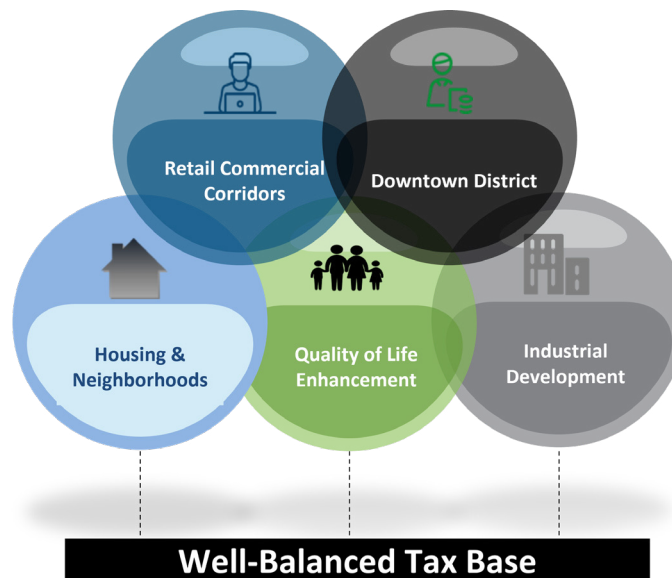 Retail Commercial
Corridors
Downtown District
Housing &
Neighborhoods
Quality of Life
Enhancement
Industrial
Development
Well-Balanced Tax Base